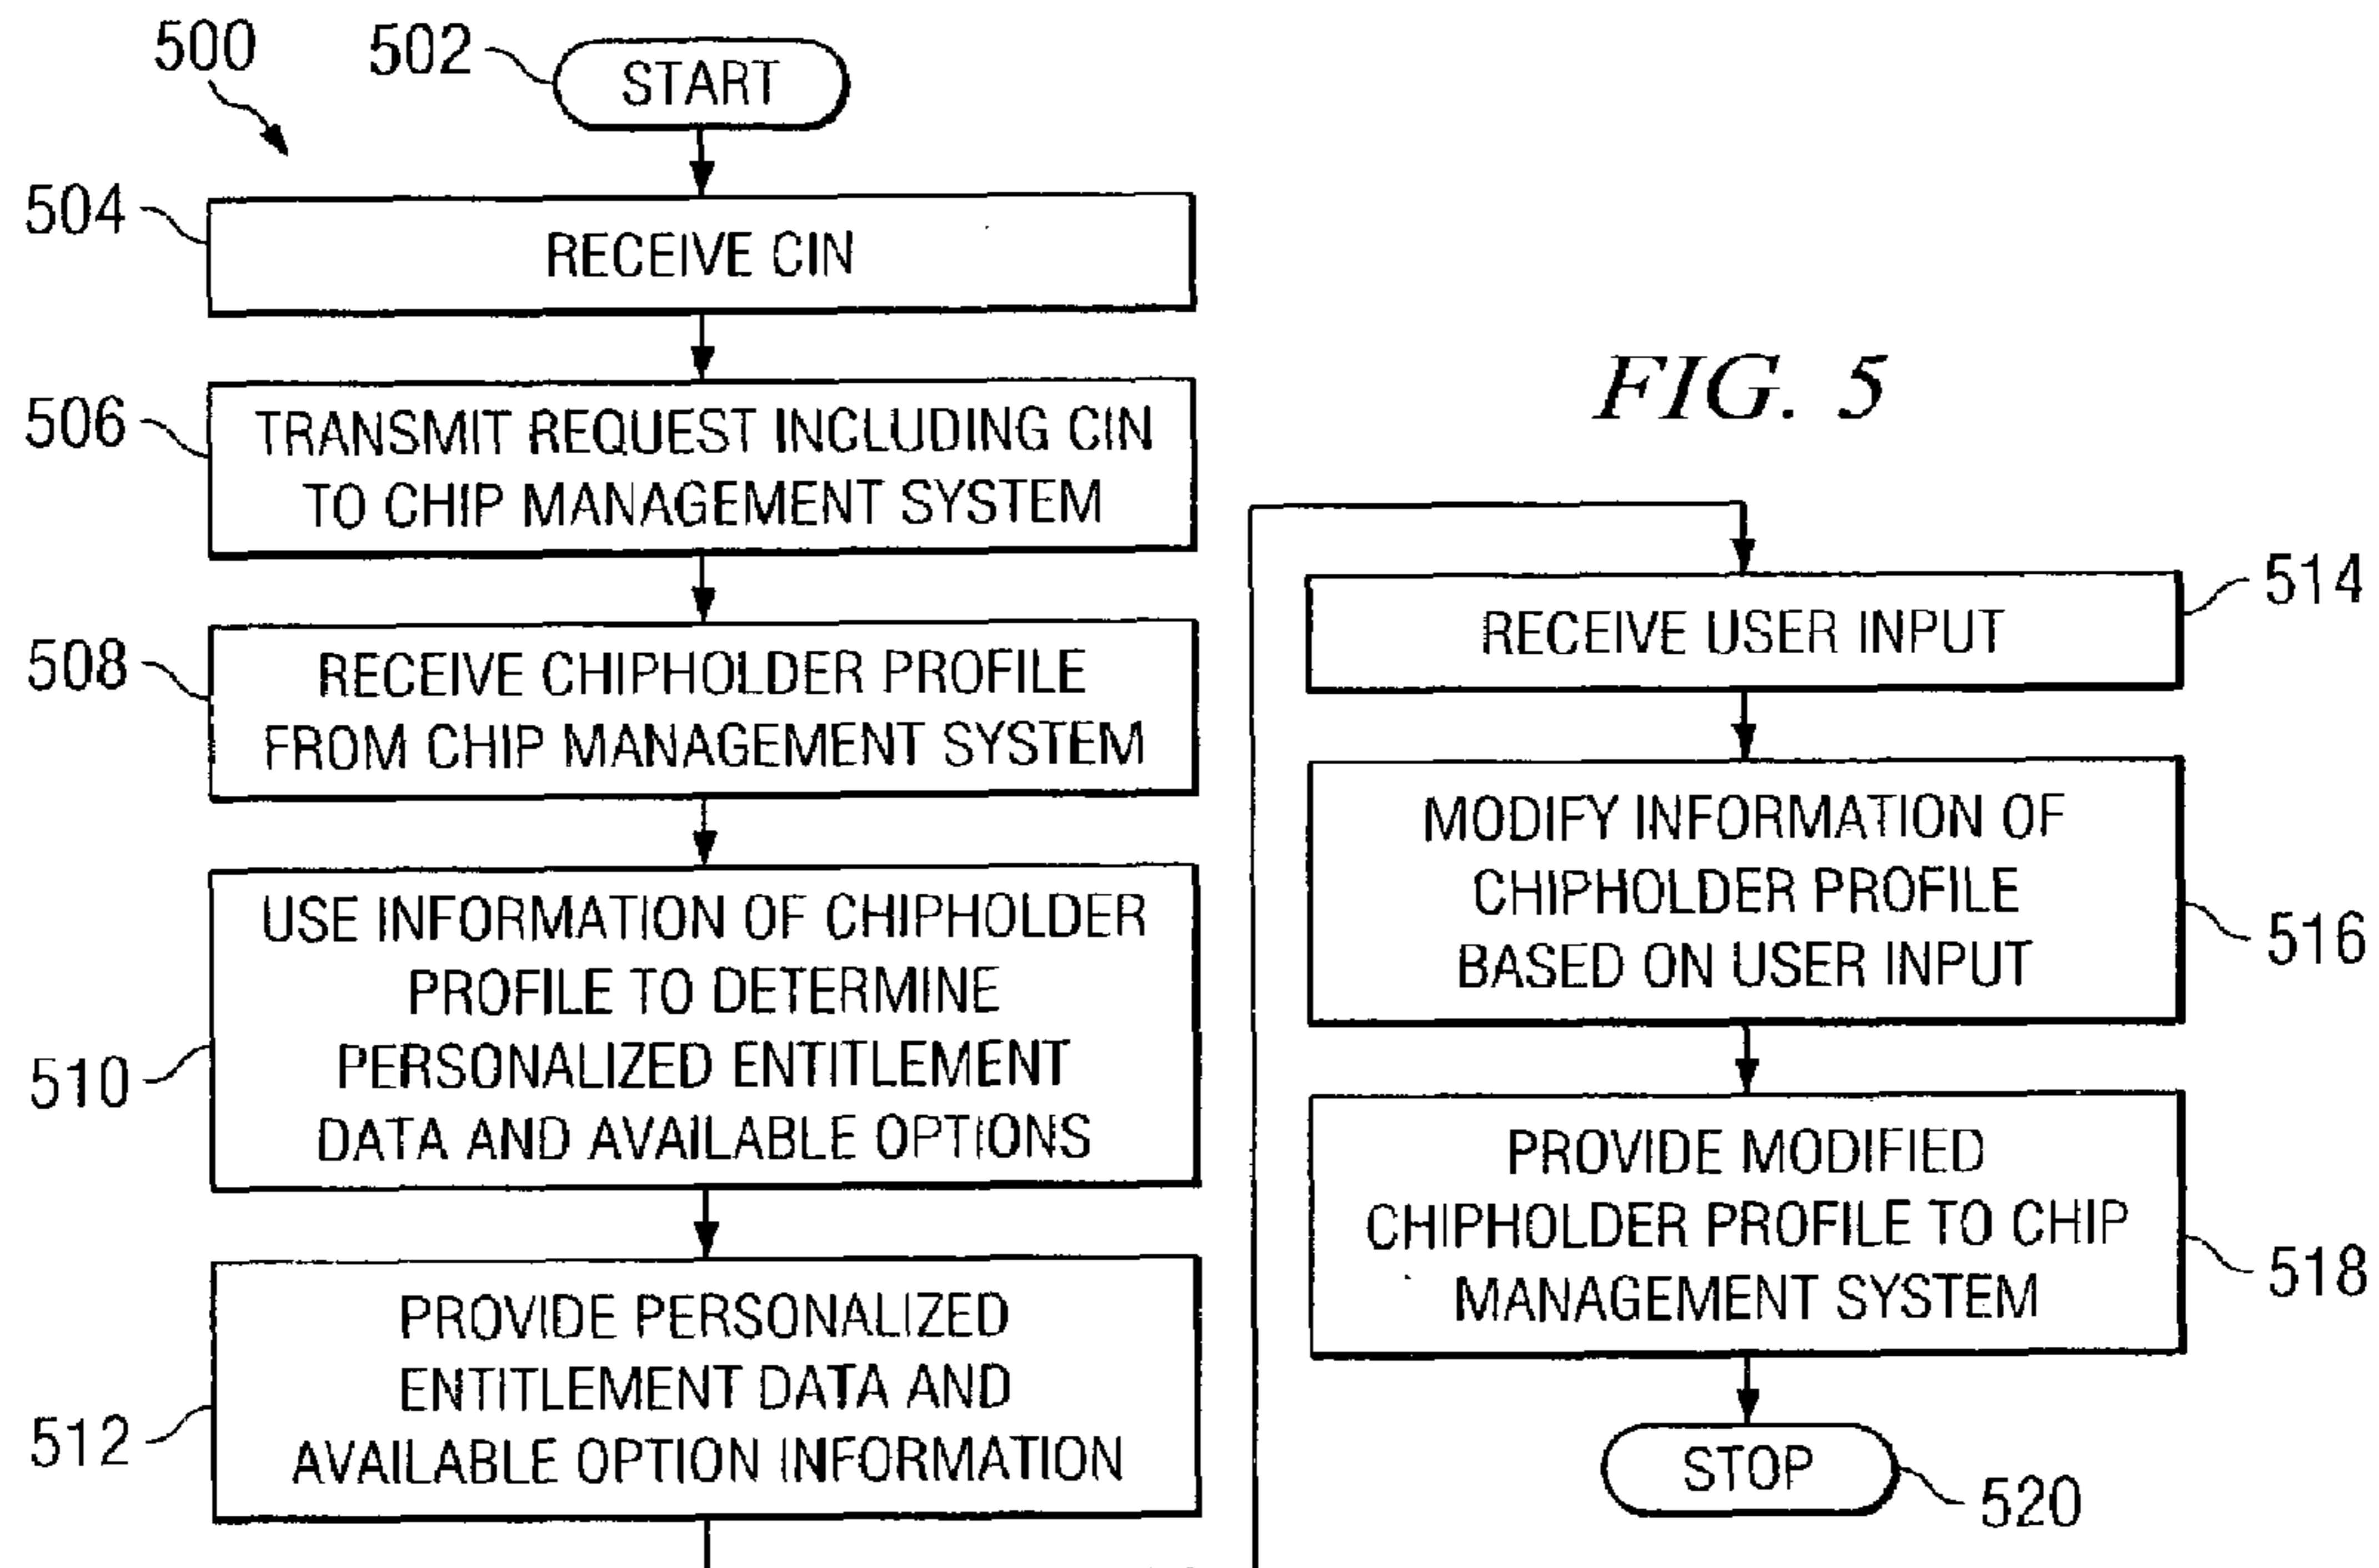 500
502
START
504
RECEIVE CIN
506
TRANSMIT REQUEST INCLUDING CIN
TO CHIP MANAGEMENT SYSTEM
508
RECEIVE CHIPHOLDER PROFILE
FROM CHIP MANAGEMENT SYSTEM
510
USE INFORMATION OF CHIPHOLDER
PROFILE TO DETERMINE
PERSONALIZED ENTITLEMENT
DATA AND AVAILABLE OPTIONS
512
PROVIDE PERSONALIZED
ENTITLEMENT DATA AND
AVAILABLE OPTION INFORMATION
FIG. 5
514
RECEIVE USER INPUT
516
MODIFY INFORMATION OF
CHIPHOLDER PROFILE
BASED ON USER INPUT
518
PROVIDE MODIFIED
CHIPHOLDER PROFILE TO CHIP
MANAGEMENT SYSTEM
STOP
520